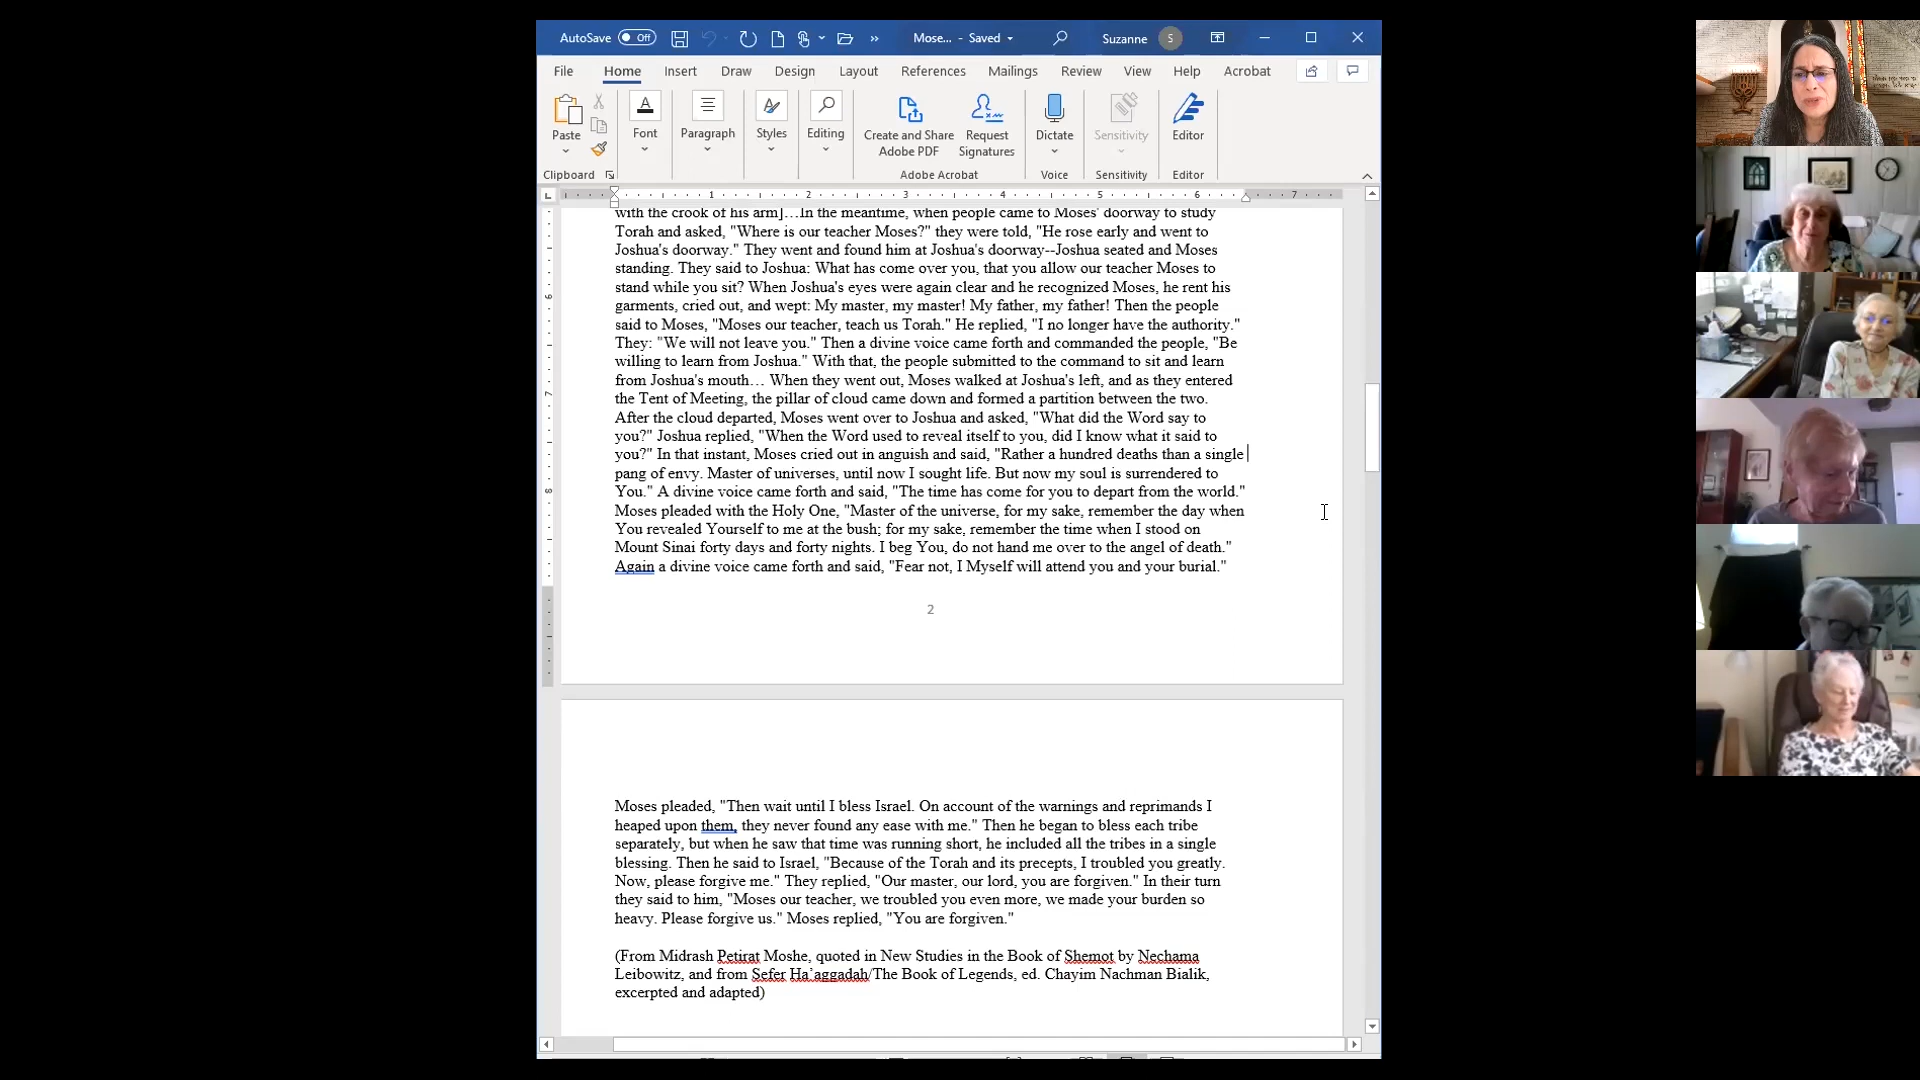 AutoSave Off Mose... - Saved Suzanne S
File Home Insert Draw Design Layout References Mailings Review View Help Acrobat
Paste Font Paragraph Styles Editing Create and Share Adobe PDF Request Signatures Dictate Sensitivity Editor
Clipboard Adobe Acrobat Voice Sensitivity Editor
1 2 3 4 5 6 7
with the crook of his arm]…In the meantime, when people came to Moses' doorway to study
Torah and asked, "Where is our teacher Moses?" they were told, "He rose early and went to
Joshua's doorway." They went and found him at Joshua's doorway--Joshua seated and Moses
standing. They said to Joshua: What has come over you, that you allow our teacher Moses to
stand while you sit? When Joshua's eyes were again clear and he recognized Moses, he rent his
garments, cried out, and wept: My master, my master! My father, my father! Then the people
said to Moses, "Moses our teacher, teach us Torah." He replied, "I no longer have the authority."
They: "We will not leave you." Then a divine voice came forth and commanded the people, "Be
willing to learn from Joshua." With that, the people submitted to the command to sit and learn
from Joshua's mouth… When they went out, Moses walked at Joshua's left, and as they entered
the Tent of Meeting, the pillar of cloud came down and formed a partition between the two.
After the cloud departed, Moses went over to Joshua and asked, "What did the Word say to
you?" Joshua replied, "When the Word used to reveal itself to you, did I know what it said to
you?" In that instant, Moses cried out in anguish and said, "Rather a hundred deaths than a single
pang of envy. Master of universes, until now I sought life. But now my soul is surrendered to
You." A divine voice came forth and said, "The time has come for you to depart from the world."
Moses pleaded with the Holy One, "Master of the universe, for my sake, remember the day when
You revealed Yourself to me at the bush; for my sake, remember the time when I stood on
Mount Sinai forty days and forty nights. I beg You, do not hand me over to the angel of death."
Again a divine voice came forth and said, "Fear not, I Myself will attend you and your burial."
2
Moses pleaded, "Then wait until I bless Israel. On account of the warnings and reprimands I
heaped upon them, they never found any ease with me." Then he began to bless each tribe
separately, but when he saw that time was running short, he included all the tribes in a single
blessing. Then he said to Israel, "Because of the Torah and its precepts, I troubled you greatly.
Now, please forgive me." They replied, "Our master, our lord, you are forgiven." In their turn
they said to him, "Moses our teacher, we troubled you even more, we made your burden so
heavy. Please forgive us." Moses replied, "You are forgiven."
(From Midrash Petirat Moshe, quoted in New Studies in the Book of Shemot by Nechama
Leibowitz, and from Sefer Ha'aggadah/The Book of Legends, ed. Chayim Nachman Bialik,
excerpted and adapted)